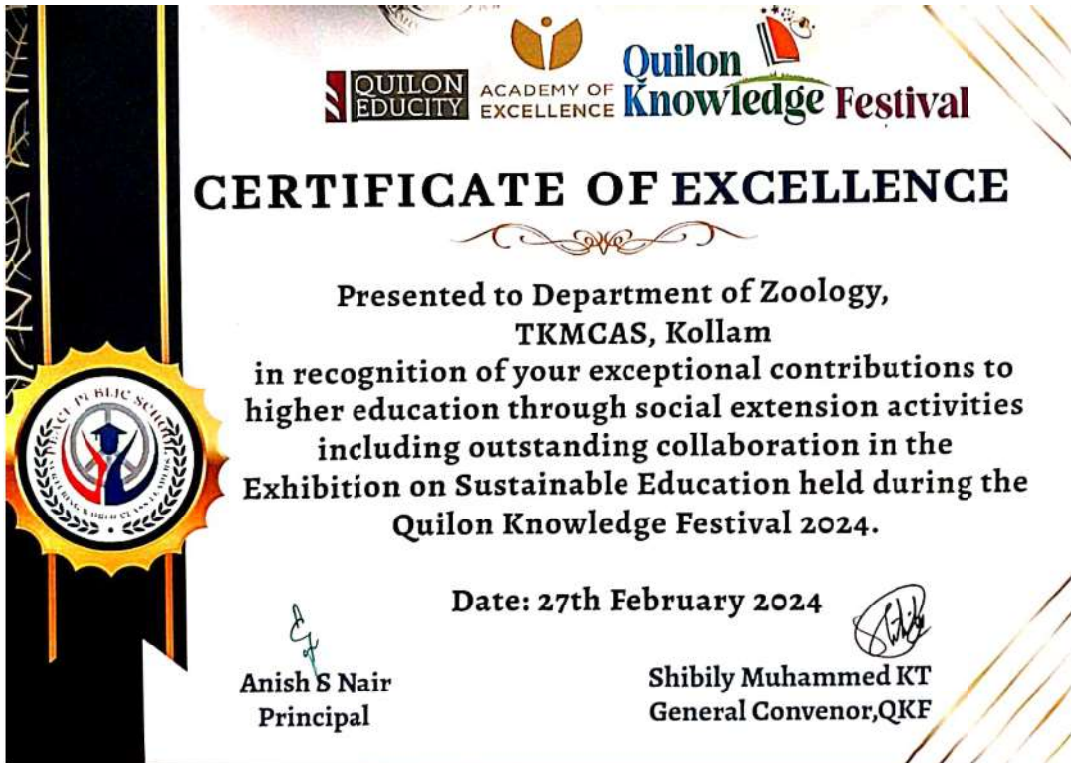 QUILON
EDUCITY
ACADEMY OF
EXCELLENCE
Quilon
Knowledge Festival
CERTIFICATE OF EXCELLENCE
Presented to Department of Zoology,
TKMCAS, Kollam
in recognition of your exceptional contributions to
higher education through social extension activities
including outstanding collaboration in the
Exhibition on Sustainable Education held during the
Quilon Knowledge Festival 2024.
PEACE PUBLIC SCHOOL
Date: 27th February 2024
Anish S Nair
Principal
Shibily Muhammed KT
General Convenor,QKF